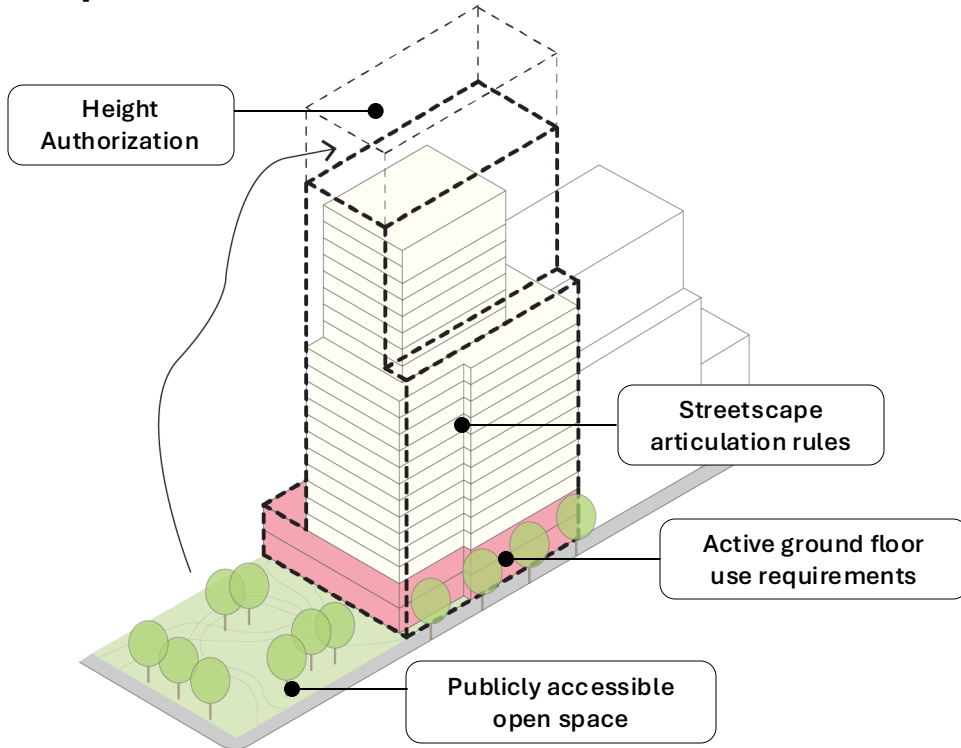 Height
Authorization
Streetscape
articulation rules
Active ground floor
use requirements
Publicly accessible
open space